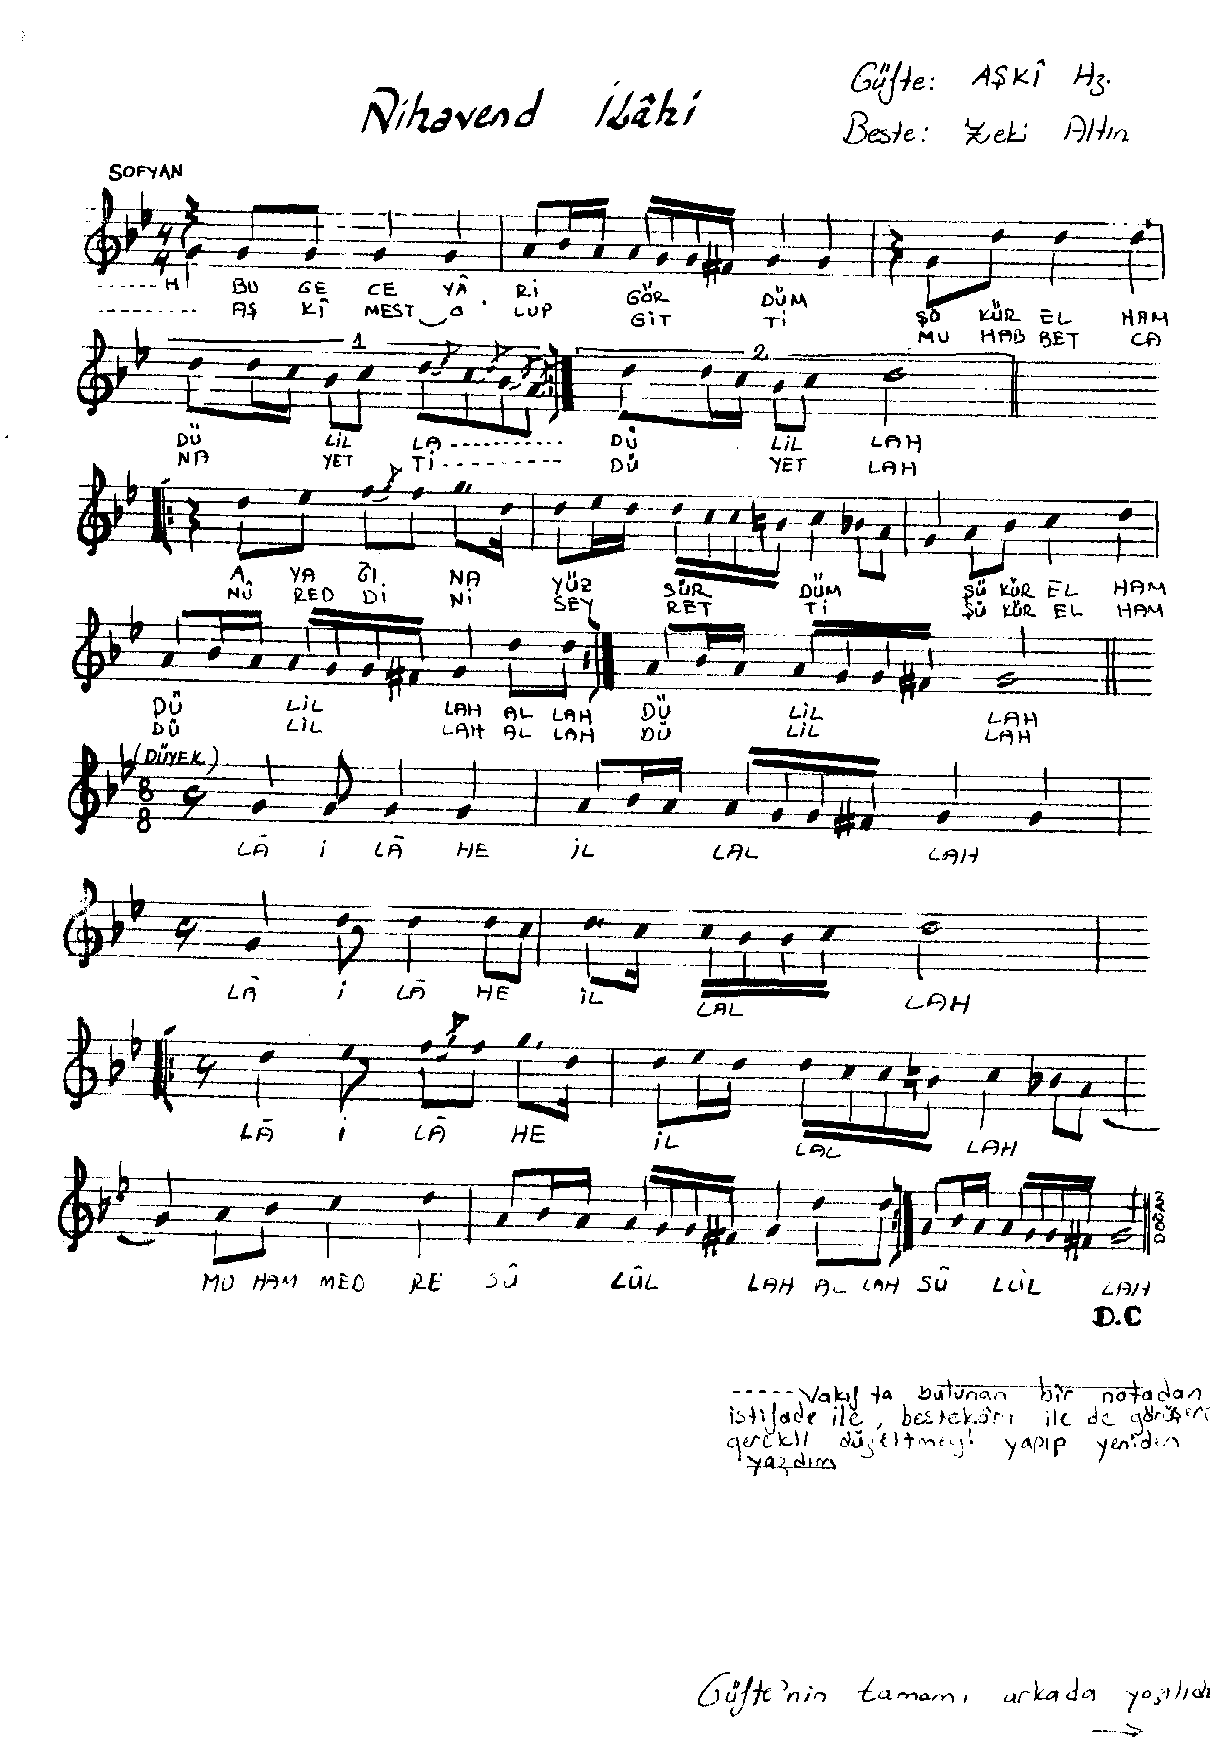 Nihavend İlâhi
Güfte: AŞKÎ Hz.
Beste: Zeki Altın
SOFYAN
4
4
------HI BU GE CE YÂ RI GÖR DÜM ŞÜ KÜR EL HAM
---------- AŞ KÎ MEST O LUP GİT TI MU HAB BET CA
1 2
DÜ LİL LA---------- DÜ LİL LAH
NA YET TI---------- DÜ YET LAH
A YA ĞI NA YÜZ SÜR DÜM ŞÜ KÜR EL HAM
NÛ RED DI NI SEY RET TI ŞÜ KÜR EL HAM
DÜ LİL LAH AL LAH DÜ LİL LAH
DÜ LİL LAH AL LAH DÜ LİL LAH
(DÜYEK)
8
8
LÂ I LÂ HE İL LAL LAH
LÂ İ LÂ HE İL LAL LAH
LÂ İ LÂ HE İL LAL LAH
MU HAM MED RE SÛ LÛL LAH AL LAH SÛ LÜL LAH
DOĞAN
D.C
-----Vakıf ta bulunan bir notadan
istifade ile, bestekârı ile de görüşerek
gerekli düzeltmeyi yapıp yeniden
yazdım
Güfte'nin tamamı arkada yazılıdır
→